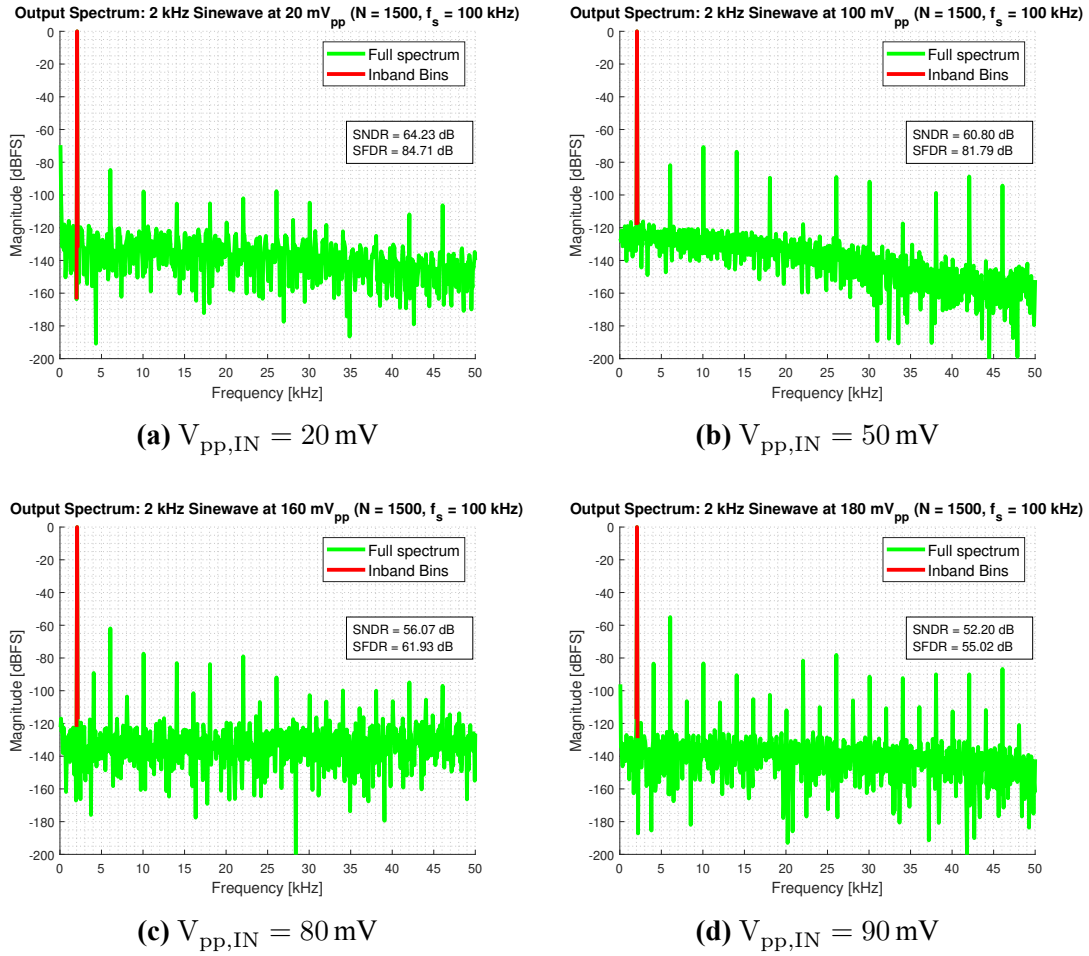 Output Spectrum: 2 kHz Sinewave at 20 mVpp (N = 1500, fs = 100 kHz)
Magnitude [dBFS]
0
-20
-40
-60
-80
-100
-120
-140
-160
-180
-200
Full spectrum
Inband Bins
SNDR = 64.23 dB
SFDR = 84.71 dB
0 5 10 15 20 25 30 35 40 45 50
Frequency [kHz]
(a) Vpp,IN = 20 mV
Output Spectrum: 2 kHz Sinewave at 100 mVpp (N = 1500, fs = 100 kHz)
Magnitude [dBFS]
0
-20
-40
-60
-80
-100
-120
-140
-160
-180
-200
Full spectrum
Inband Bins
SNDR = 60.80 dB
SFDR = 81.79 dB
0 5 10 15 20 25 30 35 40 45 50
Frequency [kHz]
(b) Vpp,IN = 50 mV
Output Spectrum: 2 kHz Sinewave at 160 mVpp (N = 1500, fs = 100 kHz)
Magnitude [dBFS]
0
-20
-40
-60
-80
-100
-120
-140
-160
-180
-200
Full spectrum
Inband Bins
SNDR = 56.07 dB
SFDR = 61.93 dB
0 5 10 15 20 25 30 35 40 45 50
Frequency [kHz]
(c) Vpp,IN = 80 mV
Output Spectrum: 2 kHz Sinewave at 180 mVpp (N = 1500, fs = 100 kHz)
Magnitude [dBFS]
0
-20
-40
-60
-80
-100
-120
-140
-160
-180
-200
Full spectrum
Inband Bins
SNDR = 52.20 dB
SFDR = 55.02 dB
0 5 10 15 20 25 30 35 40 45 50
Frequency [kHz]
(d) Vpp,IN = 90 mV